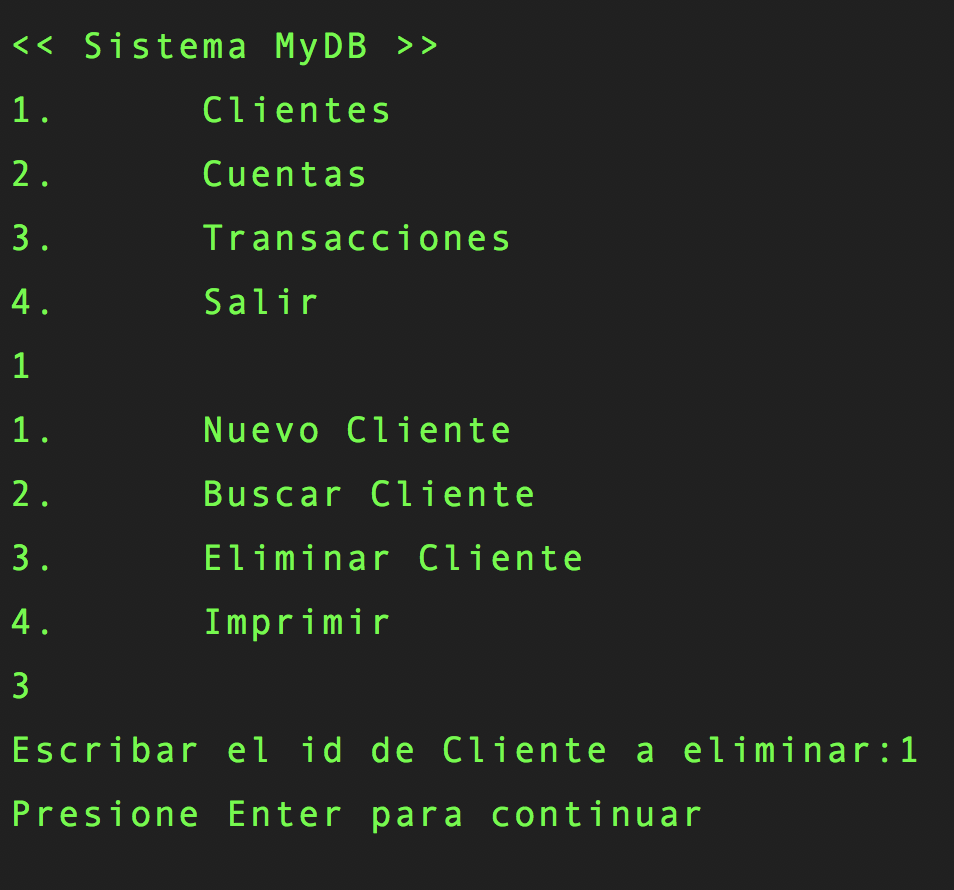 << Sistema MyDB >>
1. Clientes
2. Cuentas
3. Transacciones
4. Salir
1
1. Nuevo Cliente
2. Buscar Cliente
3. Eliminar Cliente
4. Imprimir
3
Escribar el id de Cliente a eliminar:1
Presione Enter para continuar